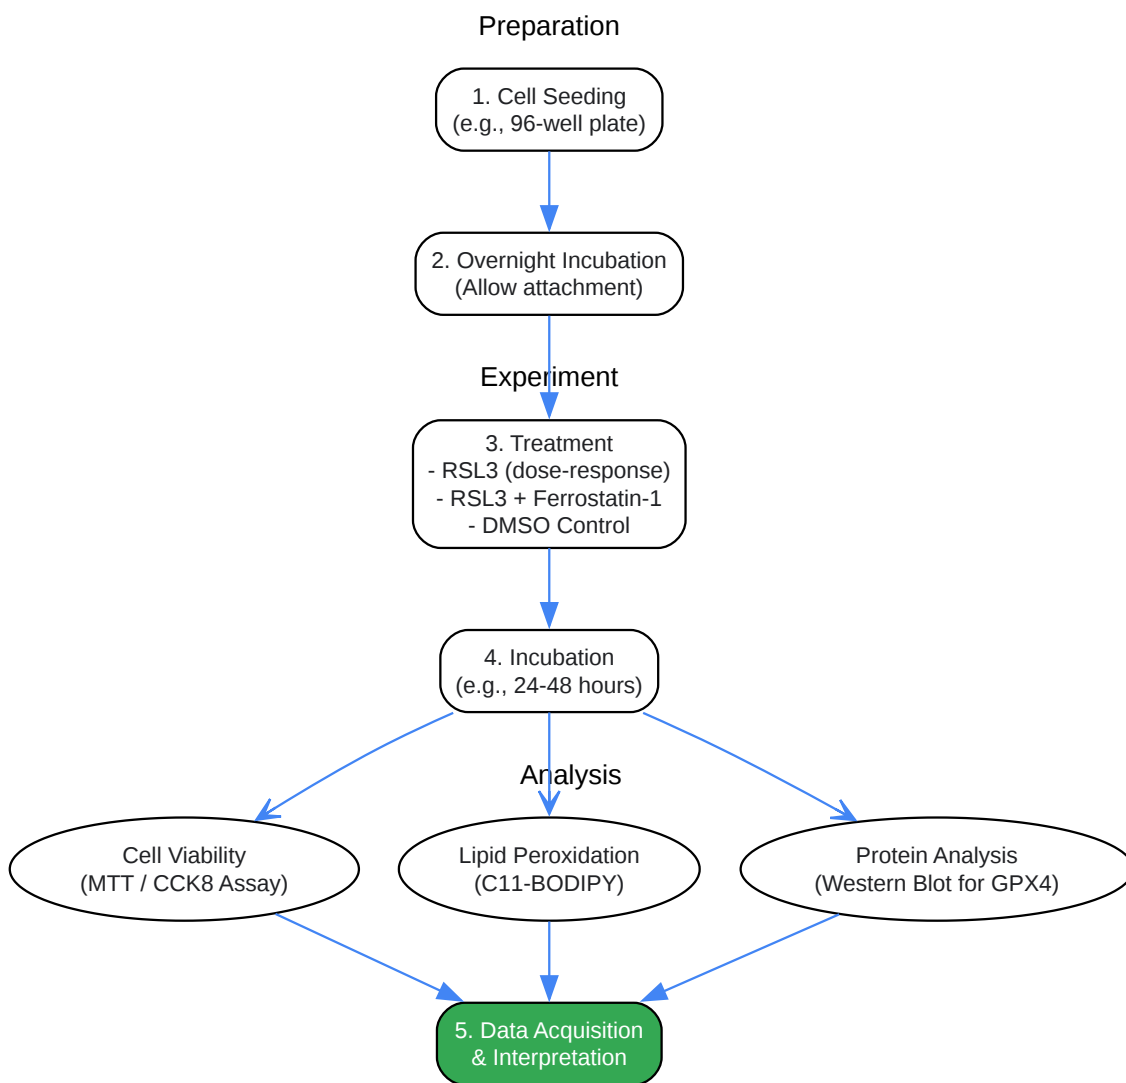 Preparation
1. Cell Seeding
(e.g., 96-well plate)
2. Overnight Incubation
(Allow attachment)
Experiment
3. Treatment
- RSL3 (dose-response)
- RSL3 + Ferrostatin-1
- DMSO Control
4. Incubation
(e.g., 24-48 hours)
Analysis
Cell Viability
(MTT / CCK8 Assay)
Lipid Peroxidation
(C11-BODIPY)
Protein Analysis
(Western Blot for GPX4)
5. Data Acquisition
& Interpretation